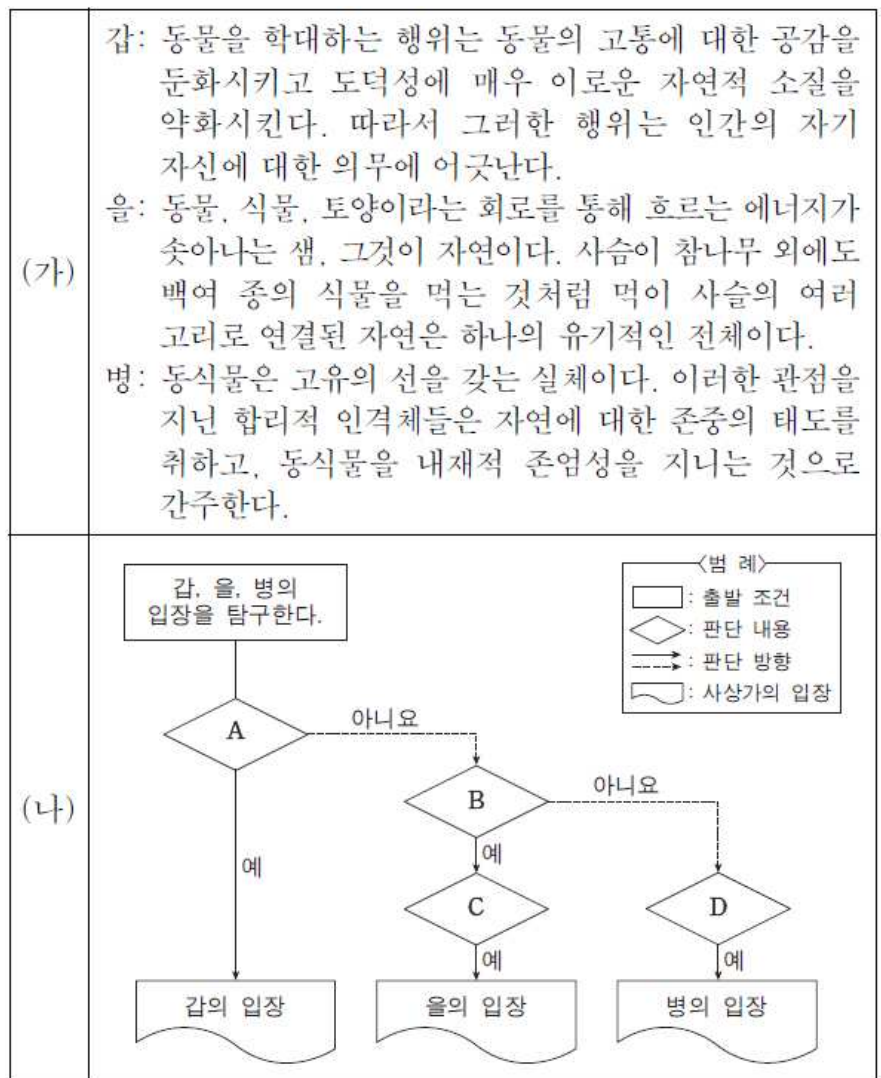 (가)
갑: 동물을 학대하는 행위는 동물의 고통에 대한 공감을
둔화시키고 도덕성에 매우 이로운 자연적 소질을
약화시킨다. 따라서 그러한 행위는 인간의 자기
자신에 대한 의무에 어긋난다.
을: 동물, 식물, 토양이라는 회로를 통해 흐르는 에너지가
솟아나는 샘, 그것이 자연이다. 사슴이 참나무 외에도
백여 종의 식물을 먹는 것처럼 먹이 사슬의 여러
고리로 연결된 자연은 하나의 유기적인 전체이다.
병: 동식물은 고유의 선을 갖는 실체이다. 이러한 관점을
지닌 합리적 인격체들은 자연에 대한 존중의 태도를
취하고, 동식물을 내재적 존엄성을 지니는 것으로
간주한다.
(나)
갑, 을, 병의
입장을 탐구한다.
<범 례>
: 출발 조건
: 판단 내용
: 판단 방향
: 사상가의 입장
A
아니요
B
아니요
예
예
C
D
예
예
갑의 입장
을의 입장
병의 입장